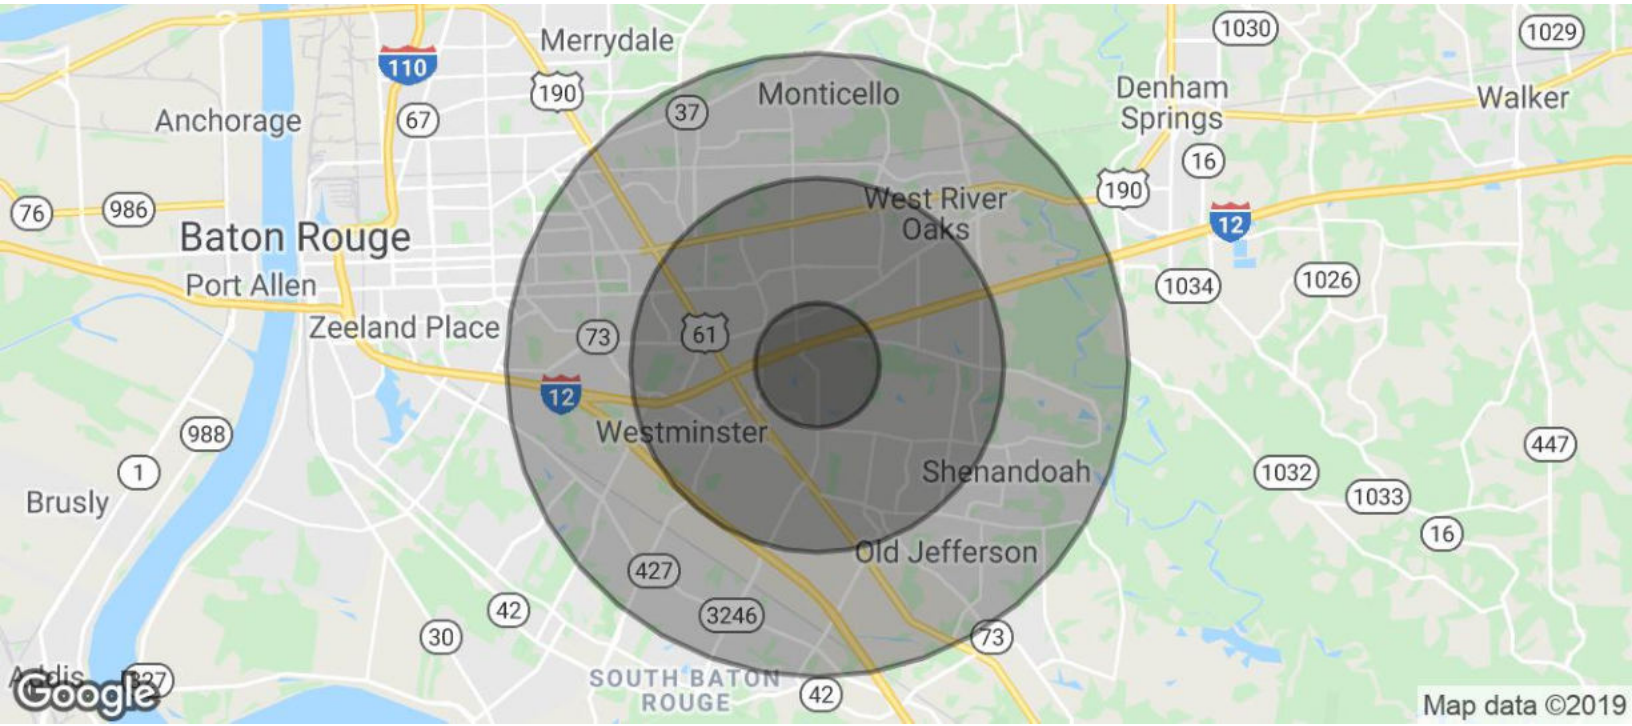 1030
1029
Merrydale
110
190
Monticello
Denham
Springs
Walker
37
67
Anchorage
16
190
76
986
West River
Oaks
12
Baton Rouge
Port Allen
1034
1026
Zeeland Place
73
61
12
988
Westminster
447
1
Shenandoah
1032
1033
Brusly
16
Old Jefferson
427
42
3246
30
73
SOUTH BATON
ROUGE
42
Addis
327
Google
Map data ©2019